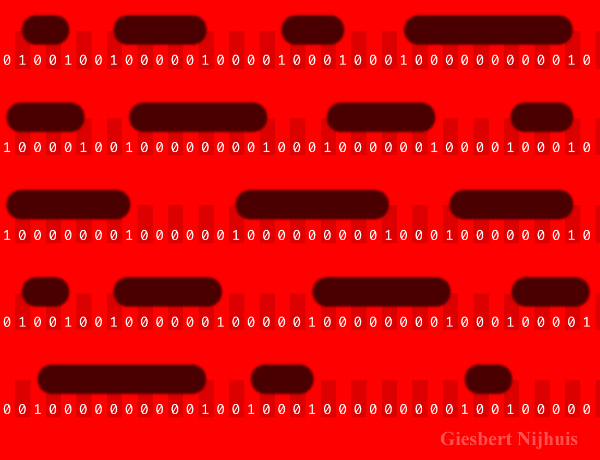 0 1 0 0 1 0 0 1 0 0 0 0 0 1 0 0 0 0 1 0 0 0 1 0 0 0 1 0 0 0 0 0 0 0 0 0 0 1 0
1 0 0 0 0 1 0 0 1 0 0 0 0 0 0 0 0 1 0 0 0 1 0 0 0 0 0 0 1 0 0 0 0 1 0 0 0 1 0
1 0 0 0 0 0 0 0 1 0 0 0 0 0 0 1 0 0 0 0 0 0 0 0 0 1 0 0 0 1 0 0 0 0 0 0 0 1 0
0 1 0 0 1 0 0 1 0 0 0 0 0 0 1 0 0 0 0 0 1 0 0 0 0 0 0 0 0 1 0 0 0 1 0 0 0 0 1
0 0 1 0 0 0 0 0 0 0 0 0 0 1 0 0 1 0 0 0 1 0 0 0 0 0 0 0 0 0 1 0 0 1 0 0 0 0 0
Giesbert Nijhuis